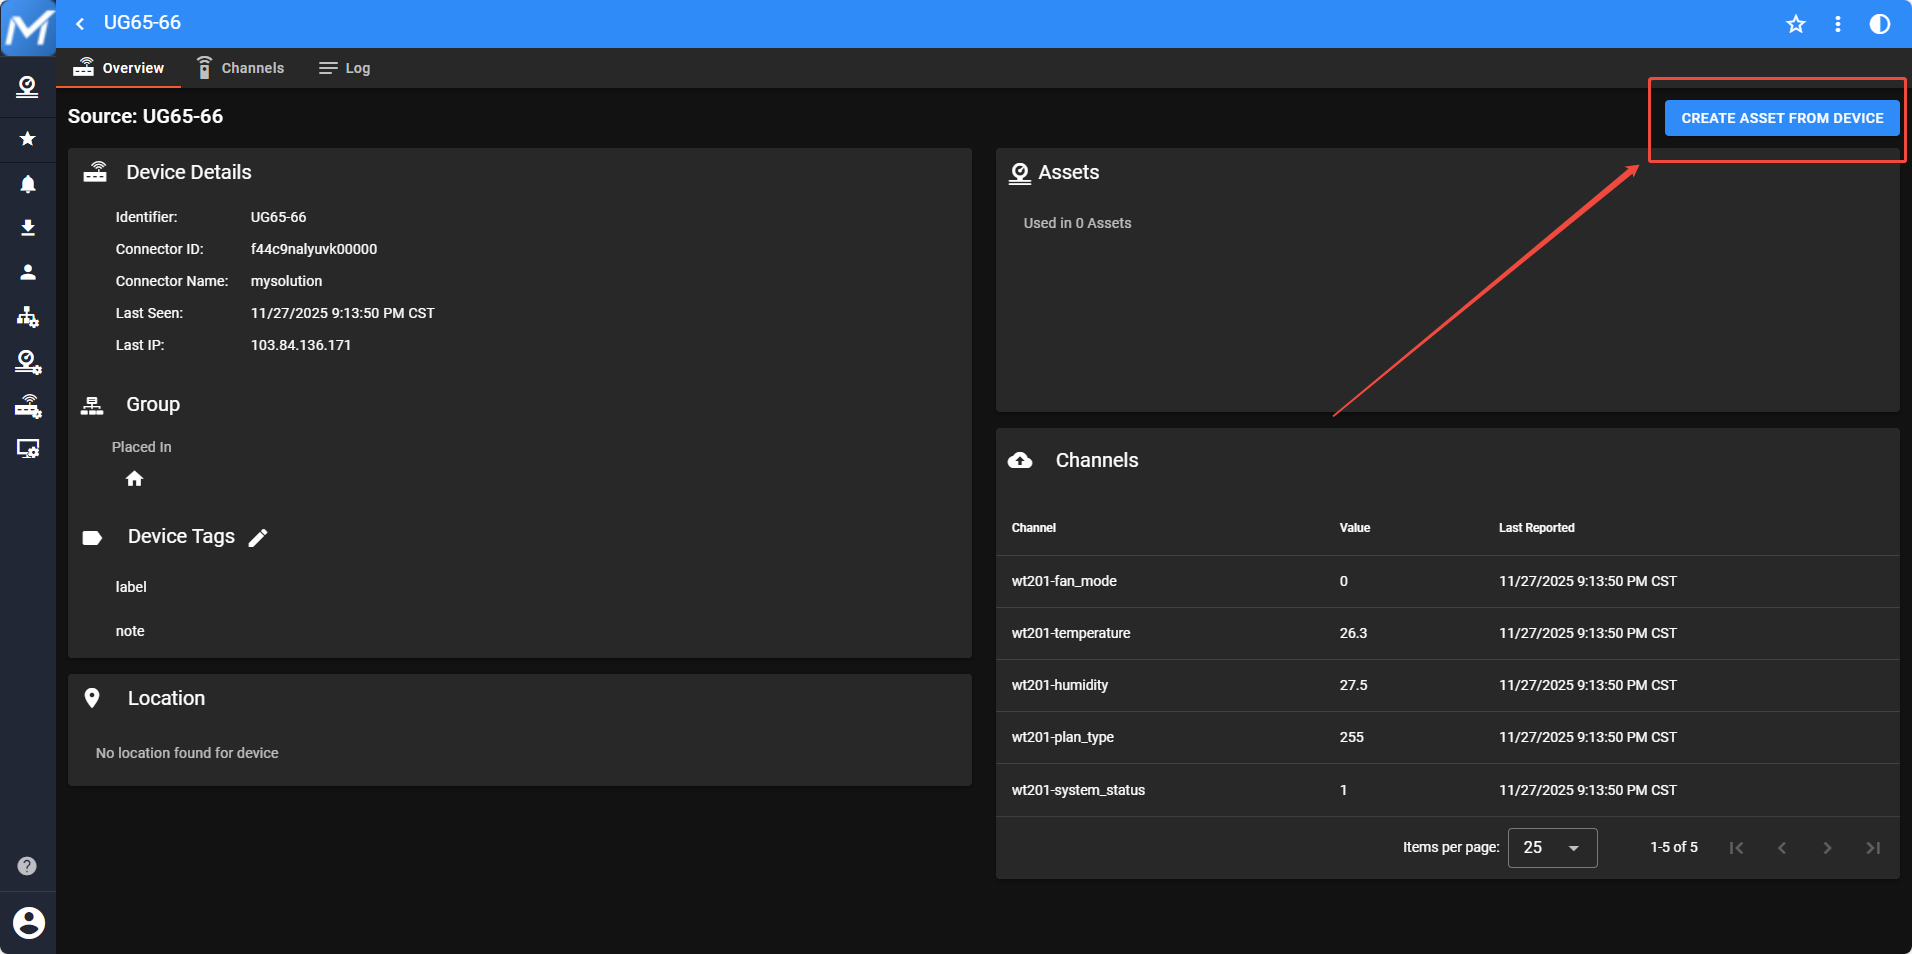 UG65-66
Overview
Channels
Log
Source: UG65-66
CREATE ASSET FROM DEVICE
Device Details
Identifier: UG65-66
Connector ID: f44c9nalyuvk00000
Connector Name: mysolution
Last Seen: 11/27/2025 9:13:50 PM CST
Last IP: 103.84.136.171
Group
Placed In
Device Tags
label
note
Location
No location found for device
Assets
Used in 0 Assets
Channels
Channel Value Last Reported
wt201-fan_mode 0 11/27/2025 9:13:50 PM CST
wt201-temperature 26.3 11/27/2025 9:13:50 PM CST
wt201-humidity 27.5 11/27/2025 9:13:50 PM CST
wt201-plan_type 255 11/27/2025 9:13:50 PM CST
wt201-system_status 1 11/27/2025 9:13:50 PM CST
Items per page: 25 1-5 of 5